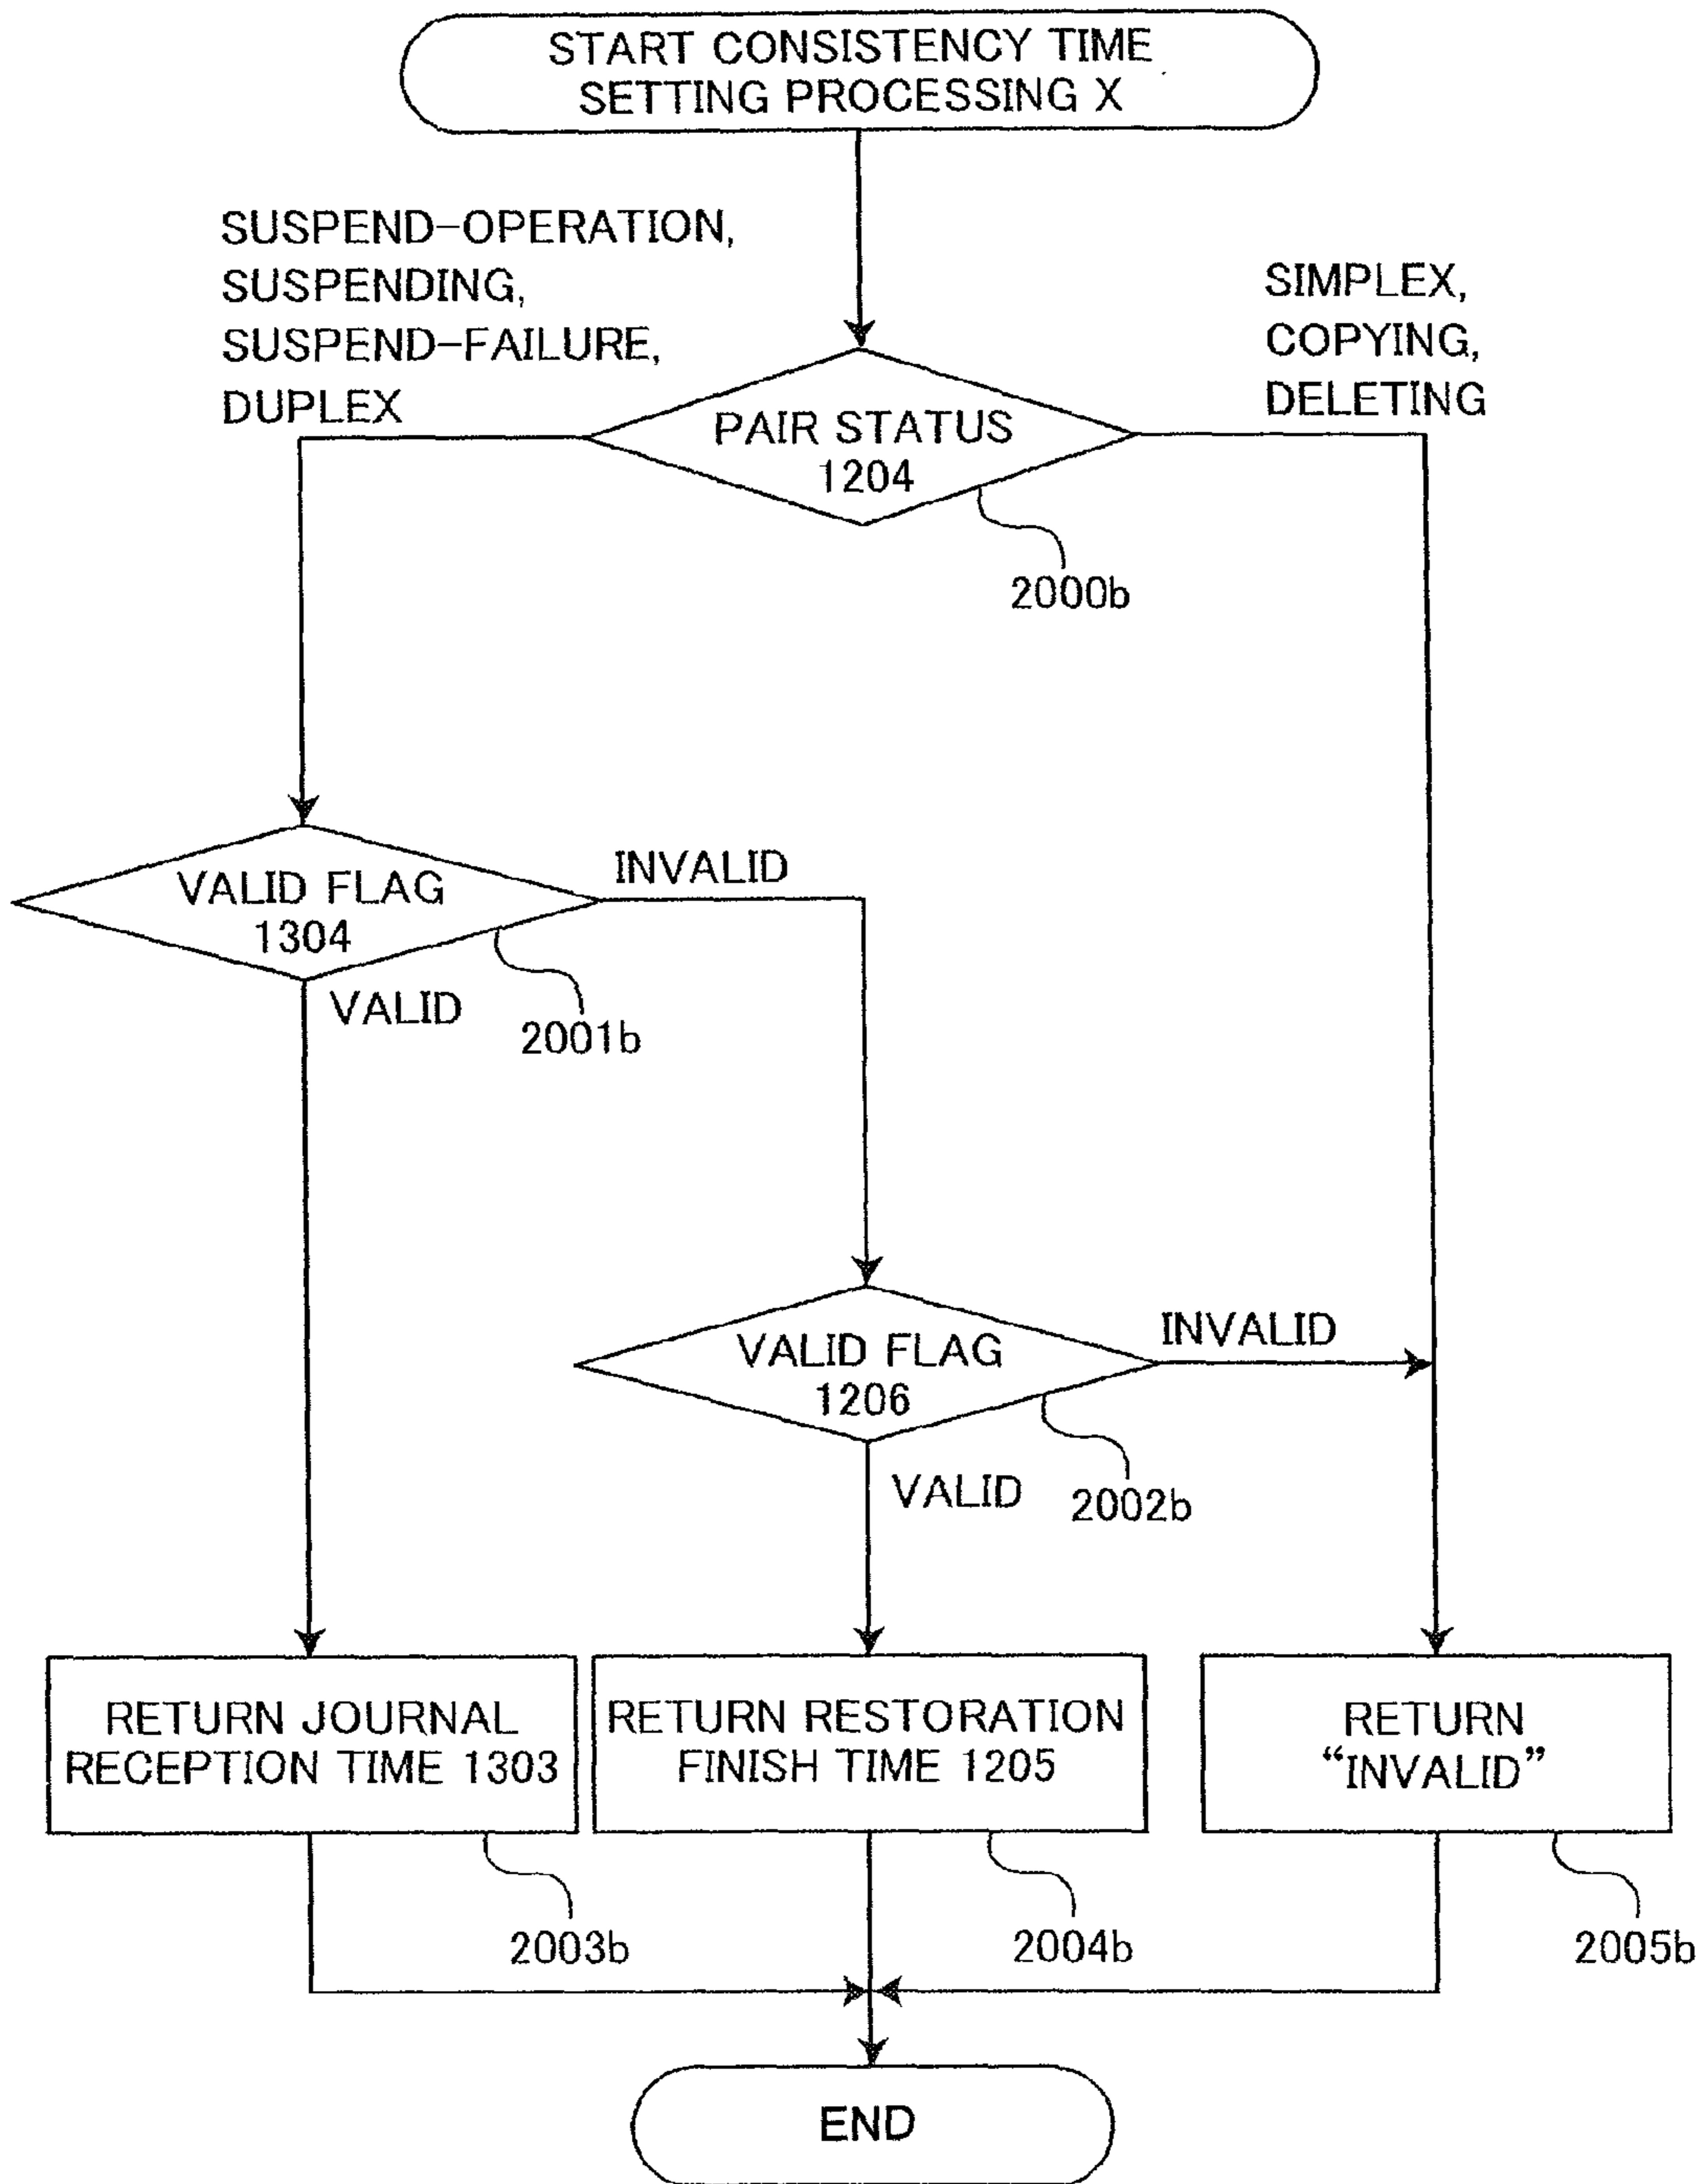 START CONSISTENCY TIME
SETTING PROCESSING X
SUSPEND-OPERATION,
SUSPENDING,
SUSPEND-FAILURE,
DUPLEX
SIMPLEX,
COPYING,
DELETING
PAIR STATUS
1204
2000b
VALID FLAG
1304
INVALID
VALID
2001b
VALID FLAG
1206
INVALID
VALID
2002b
RETURN JOURNAL
RECEPTION TIME 1303
RETURN RESTORATION
FINISH TIME 1205
RETURN
“INVALID”
2003b
2004b
2005b
END